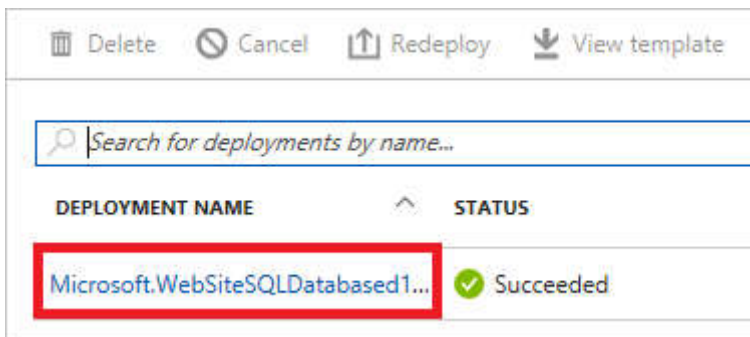 Delete Cancel Redeploy View template
Search for deployments by name...
DEPLOYMENT NAME STATUS
Microsoft.WebSiteSQLDatabased1... Succeeded